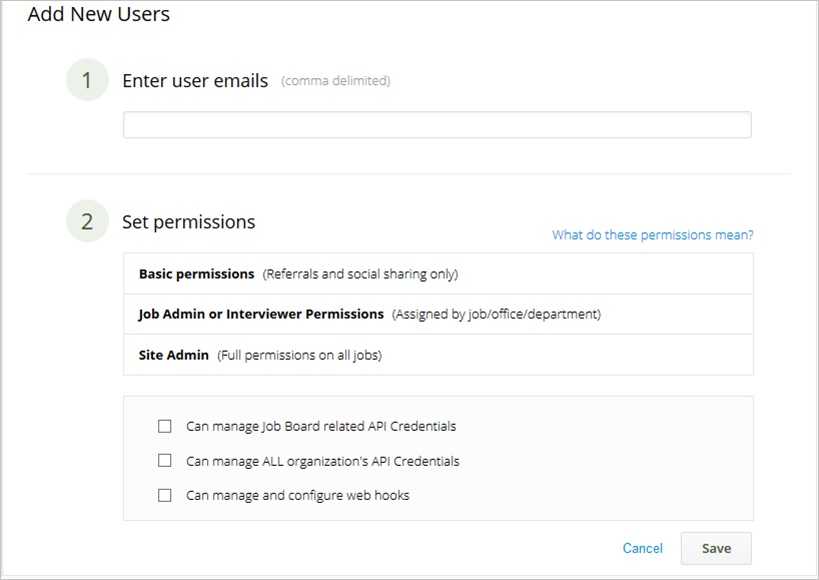 Add New Users
1 Enter user emails (comma delimited)
2 Set permissions
What do these permissions mean?
Basic permissions (Referrals and social sharing only)
Job Admin or Interviewer Permissions (Assigned by job/office/department)
Site Admin (Full permissions on all jobs)
Can manage Job Board related API Credentials
Can manage ALL organization's API Credentials
Can manage and configure web hooks
Cancel Save